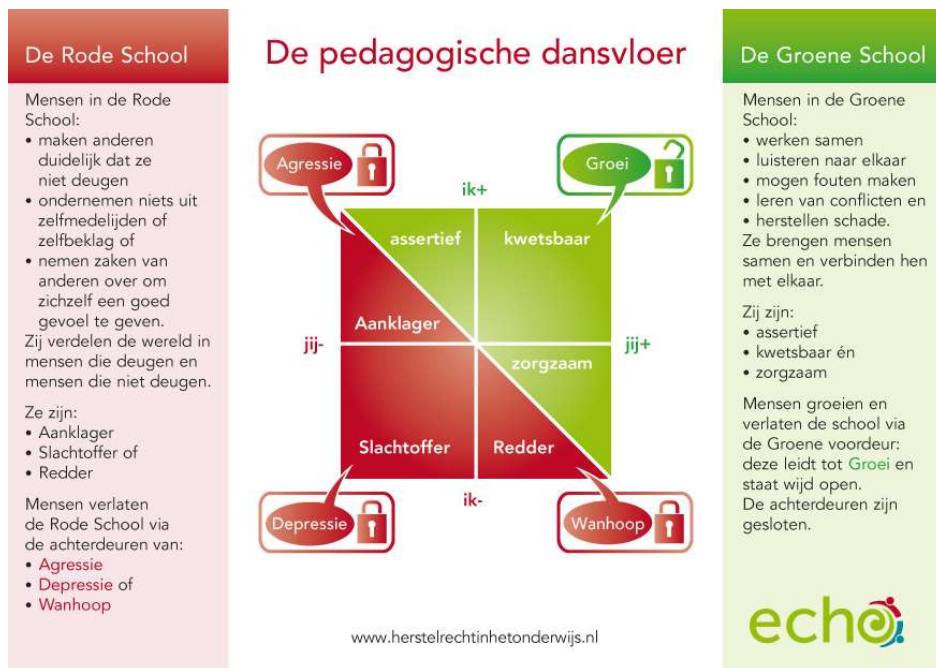 De Rode School
Mensen in de Rode
School:
• maken anderen
duidelijk dat ze
niet deugen
• ondernemen niets uit
zelfmedelijden of
zelfbeklag of
• nemen zaken van
anderen over om
zichzelf een goed
gevoel te geven.
Zij verdelen de wereld in
mensen die deugen en
mensen die niet deugen.
Ze zijn:
• Aanklager
• Slachtoffer of
• Redder
Mensen verlaten
de Rode School via
de achterdeuren van:
• Agressie
• Depressie of
• Wanhoop
De pedagogische dansvloer
Agressie
Groei
ik+
assertief
kwetsbaar
Aanklager
jij-
jij+
zorgzaam
Slachtoffer
Redder
ik-
Depressie
Wanhoop
www.herstelrechtinhetonderwijs.nl
De Groene School
Mensen in de Groene
School:
• werken samen
• luisteren naar elkaar
• mogen fouten maken
• leren van conflicten en
• herstellen schade.
Ze brengen mensen
samen en verbinden hen
met elkaar.
Zij zijn:
• assertief
• kwetsbaar én
• zorgzaam
Mensen groeien en
verlaten de school via
de Groene voordeur:
deze leidt tot Groei en
staat wijd open.
De achterdeuren zijn
gesloten.
echo